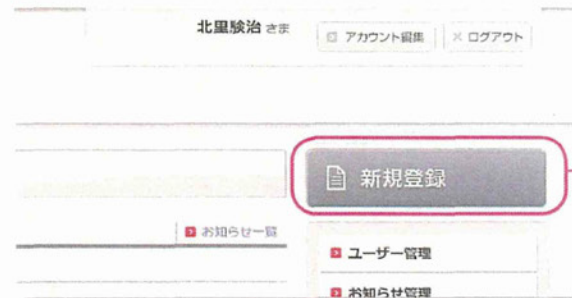 北里験治 さま
アカウント編集
ログアウト
新規登録
お知らせ一覧
ユーザー管理
お知らせ管理